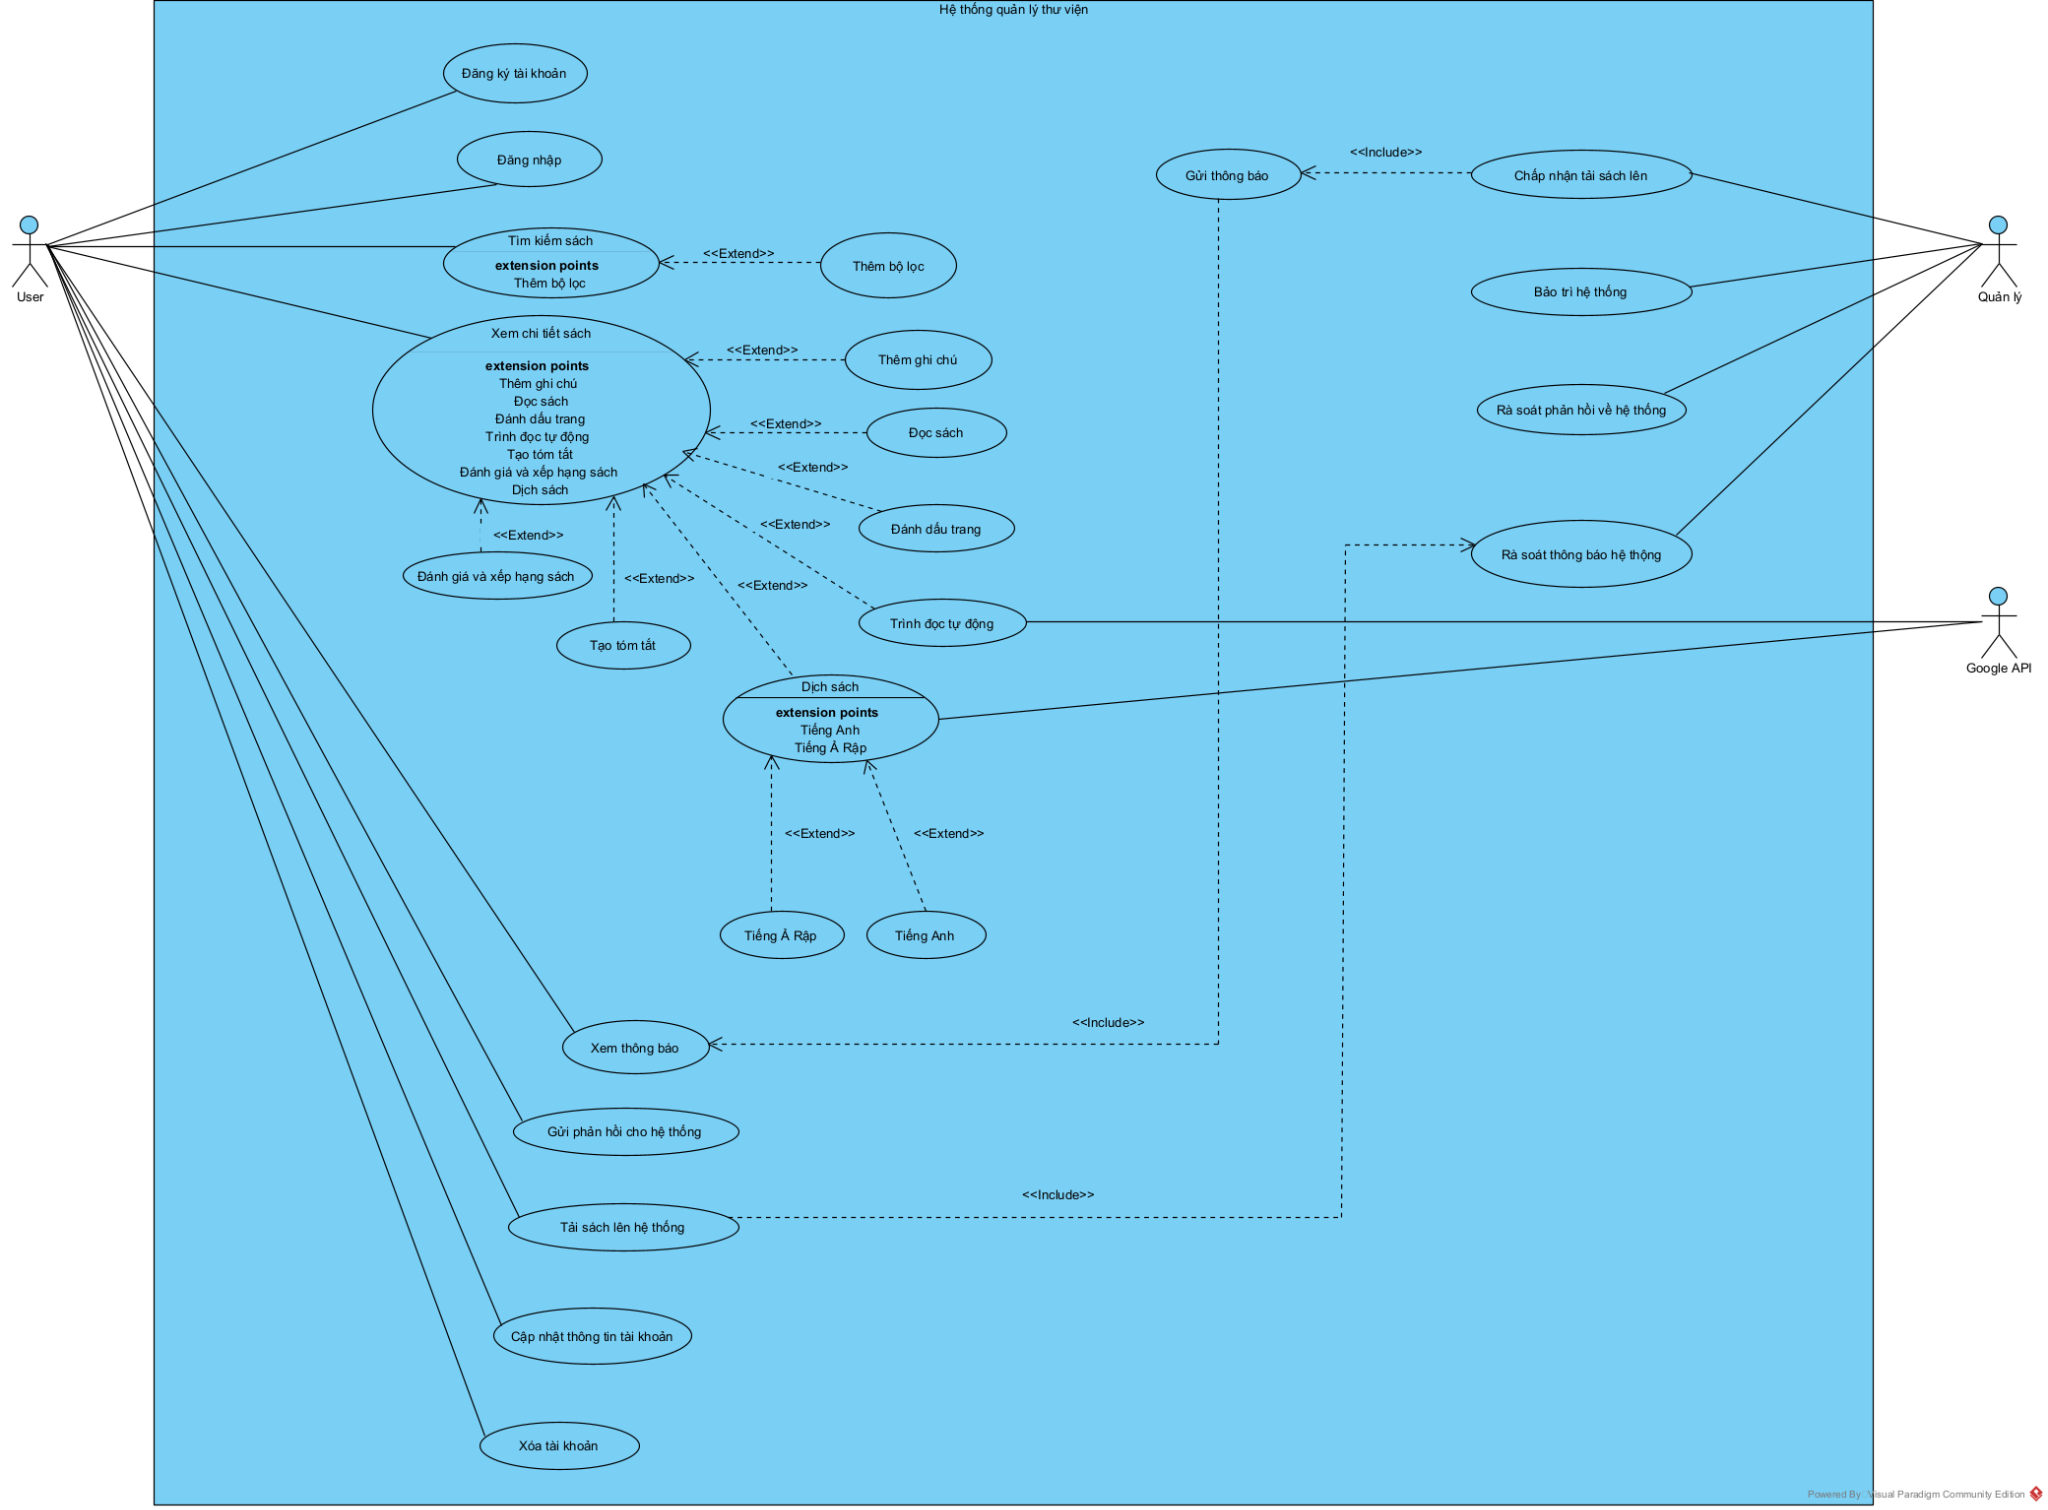 Hệ thống quản lý thư viện
Đăng ký tài khoản
Đăng nhập
Tìm kiếm sách
extension points
Thêm bộ lọc
<<Extend>>
Thêm bộ lọc
Gửi thông báo
<<Include>>
Chấp nhận tải sách lên
User
Quản lý
Bảo trì hệ thống
Xem chi tiết sách
extension points
Thêm ghi chú
Đọc sách
Đánh dấu trang
Trình đọc tự động
Tạo tóm tắt
Đánh giá và xếp hạng sách
Dịch sách
<<Extend>>
Thêm ghi chú
<<Extend>>
Đọc sách
<<Extend>>
Đánh dấu trang
<<Extend>>
Trình đọc tự động
<<Extend>>
Đánh giá và xếp hạng sách
<<Extend>>
Tạo tóm tắt
<<Extend>>
Rà soát phản hồi về hệ thống
Rà soát thông báo hệ thộng
Google API
Dịch sách
extension points
Tiếng Anh
Tiếng Ả Rập
<<Extend>>
<<Extend>>
Tiếng Ả Rập
Tiếng Anh
Xem thông báo
<<Include>>
Gửi phản hồi cho hệ thống
Tải sách lên hệ thống
<<Include>>
Cập nhật thông tin tài khoản
Xóa tài khoản
Powered By: Visual Paradigm Community Edition